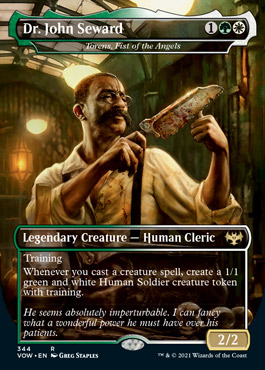 Dr. John Seward 1
Torens, Fist of the Angels
Legendary Creature — Human Cleric
Training
Whenever you cast a creature spell, create a 1/1
green and white Human Soldier creature token
with training.
He seems absolutely imperturbable. I can fancy
what a wonderful power he must have over his
patients.
2/2
344 R
VOW • EN GREG STAPLES ™ & © 2021 Wizards of the Coast